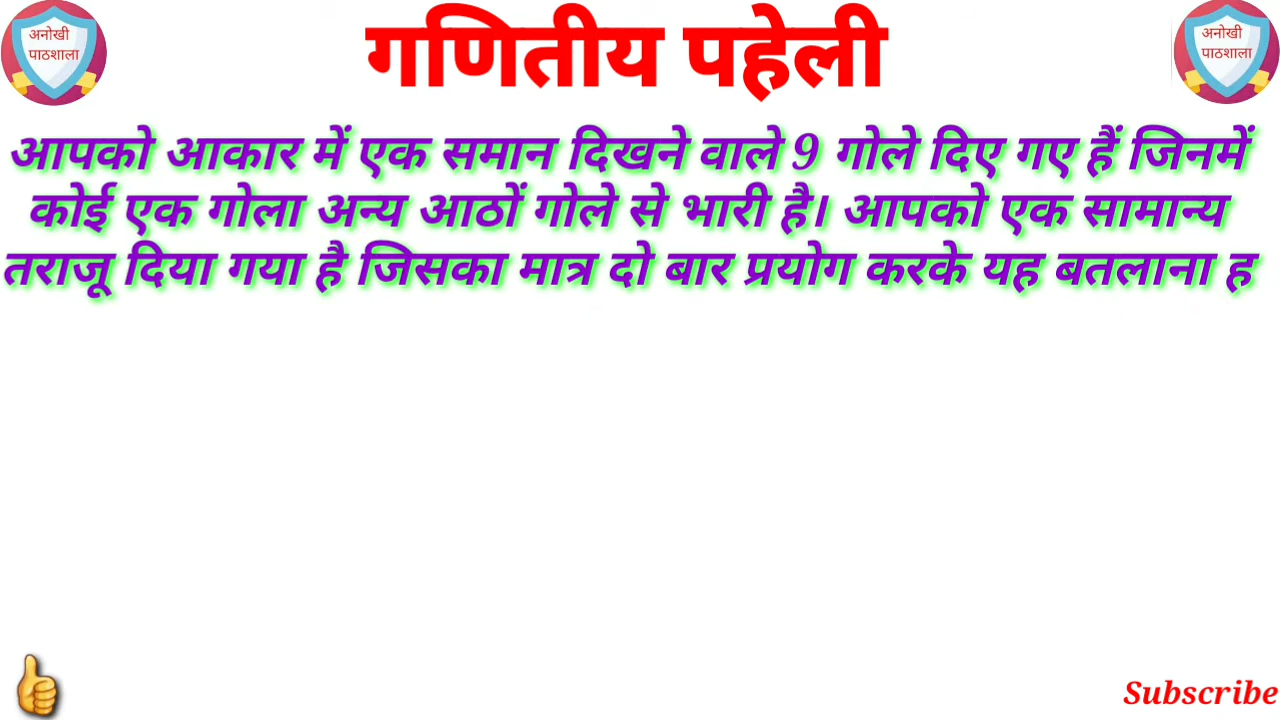 अनोखी
पाठशाला
गणितीय पहेली
अनोखी
पाठशाला
आपको आकार में एक समान दिखने वाले 9 गोले दिए गए हैं जिनमें
कोई एक गोला अन्य आठों गोले से भारी है। आपको एक सामान्य
तराजू दिया गया है जिसका मात्र दो बार प्रयोग करके यह बतलाना ह
Subscribe